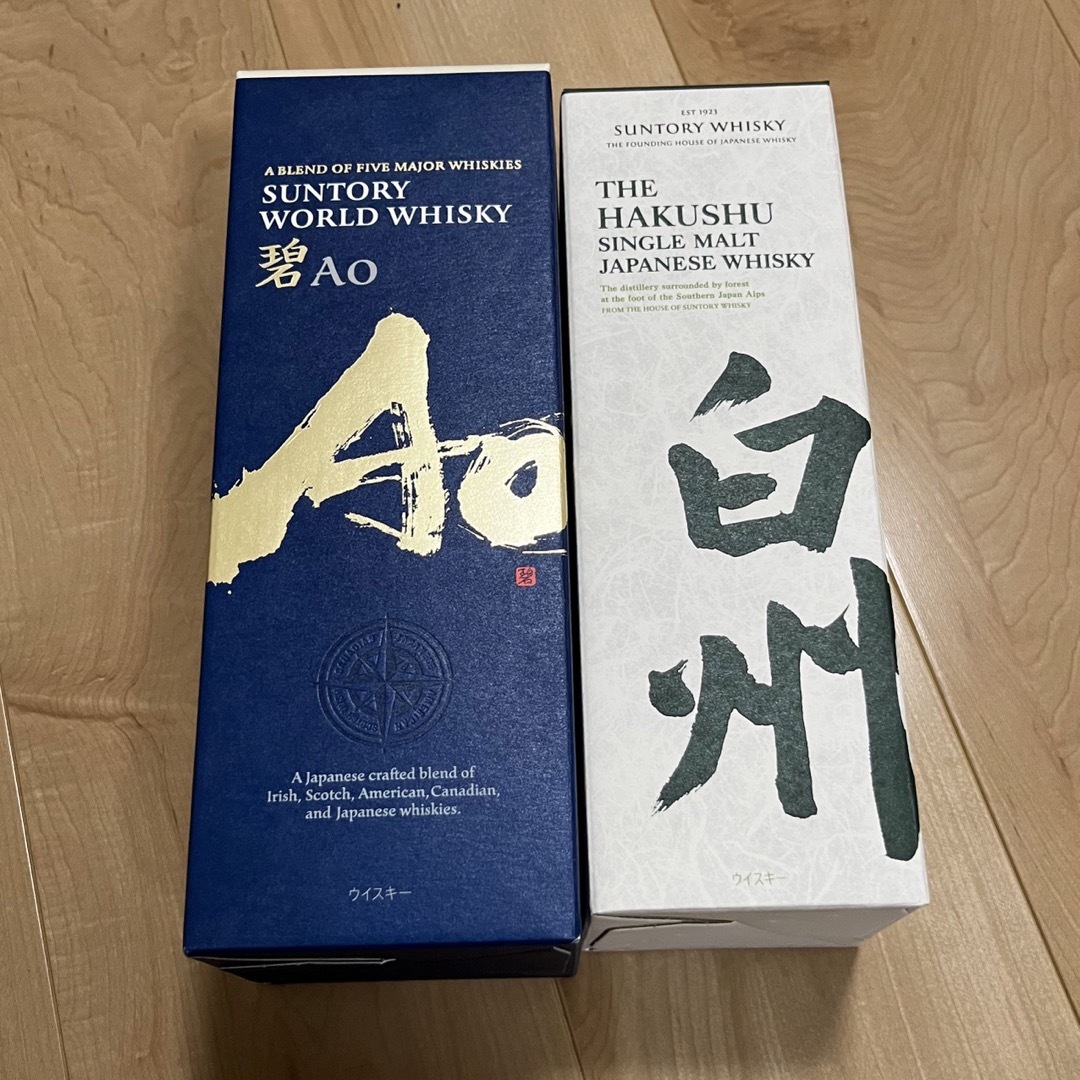 A BLEND OF FIVE MAJOR WHISKIES
SUNTORY
WORLD WHISKY
碧 AO
Ao
碧
A Japanese crafted blend of
Irish, Scotch, American, Canadian,
and Japanese whiskies.
ウイスキー
EST 1923
SUNTORY WHISKY
THE FOUNDING HOUSE OF JAPANESE WHISKY
THE
HAKUSHU
SINGLE MALT
JAPANESE WHISKY
The distillery surrounded by forest
at the foot of the Southern Japan Alps
FROM THE HOUSE OF SUNTORY WHISKY
白
州
ウイスキー